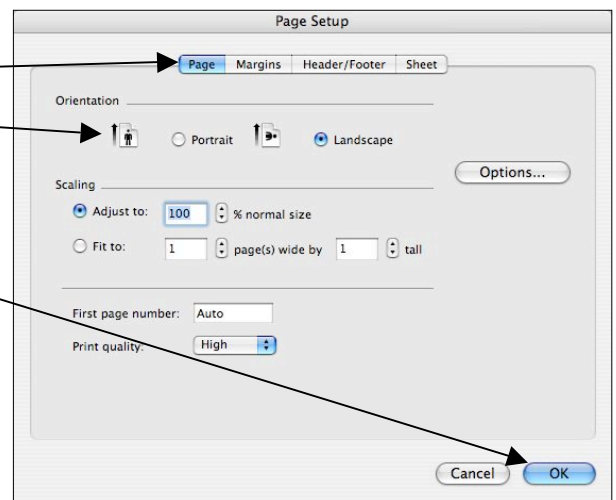 Page Setup
Page Margins Header/Footer Sheet
Orientation
Portrait Landscape
Options...
Scaling
Adjust to: 100 % normal size
Fit to: 1 page(s) wide by 1 tall
First page number: Auto
Print quality: High
Cancel OK